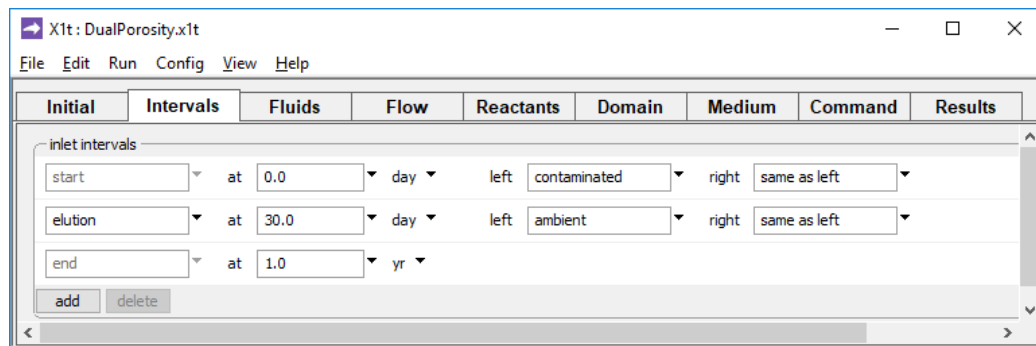 X1t : DualPorosity.x1t
File Edit Run Config View Help
Initial Intervals Fluids Flow Reactants Domain Medium Command Results
inlet intervals
start at 0.0 day left contaminated right same as left
elution at 30.0 day left ambient right same as left
end at 1.0 yr
add delete